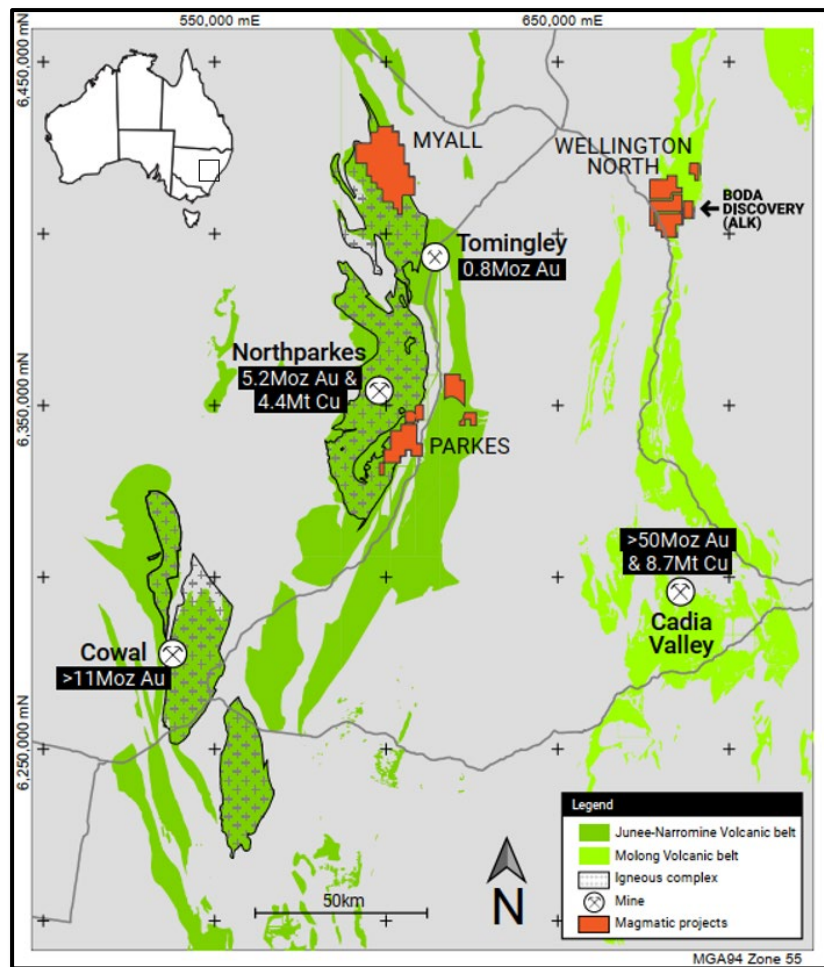 550,000 mE
650,000 mE
6,450,000 mN
MYALL
WELLINGTON
NORTH
BODA
DISCOVERY
(ALK)
Tomingley
0.8Moz Au
Northparkes
5.2Moz Au &
4.4Mt Cu
6,350,000 mN
PARKES
>50Moz Au
& 8.7Mt Cu
Cadia
Valley
Cowal
>11Moz Au
6,250,000 mN
Legend
Junee-Narromine Volcanic belt
Molong Volcanic belt
Igneous complex
Mine
Magmatic projects
50km
N
MGA94 Zone 55